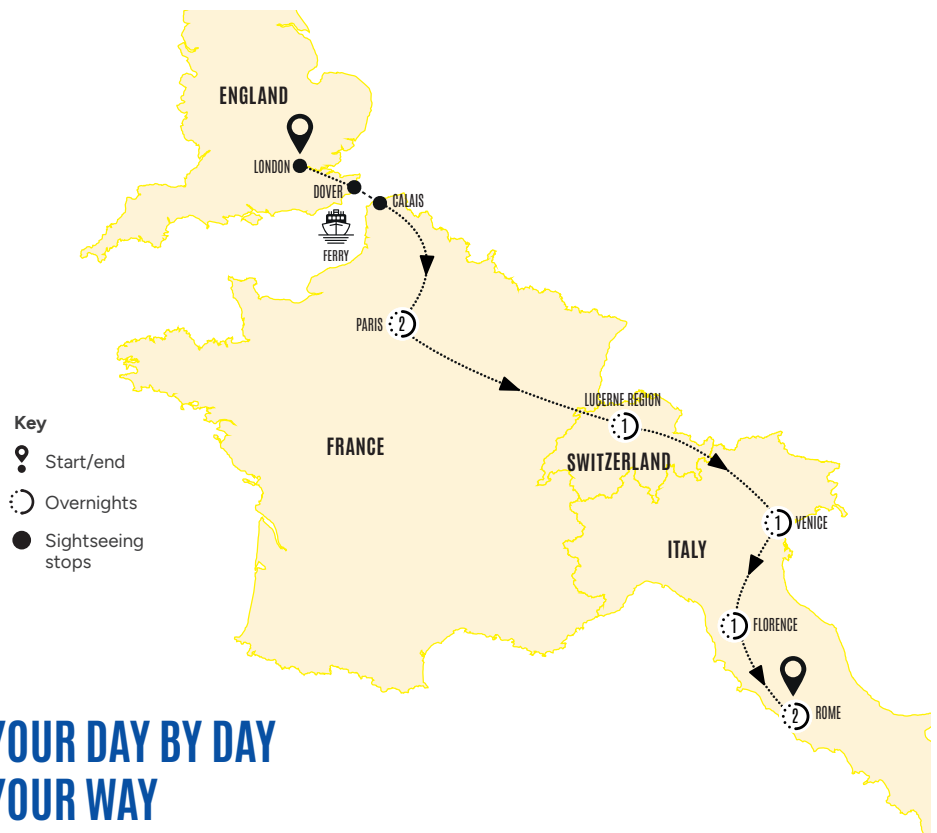 ENGLAND
LONDON
DOVER
CALAIS
FERRY
PARIS 2
LUCERNE REGION
1
Key
Start/end
FRANCE
SWITZERLAND
Overnights
1 VENICE
Sightseeing
stops
ITALY
1 FLORENCE
2 ROME
YOUR DAY BY DAY
YOUR WAY